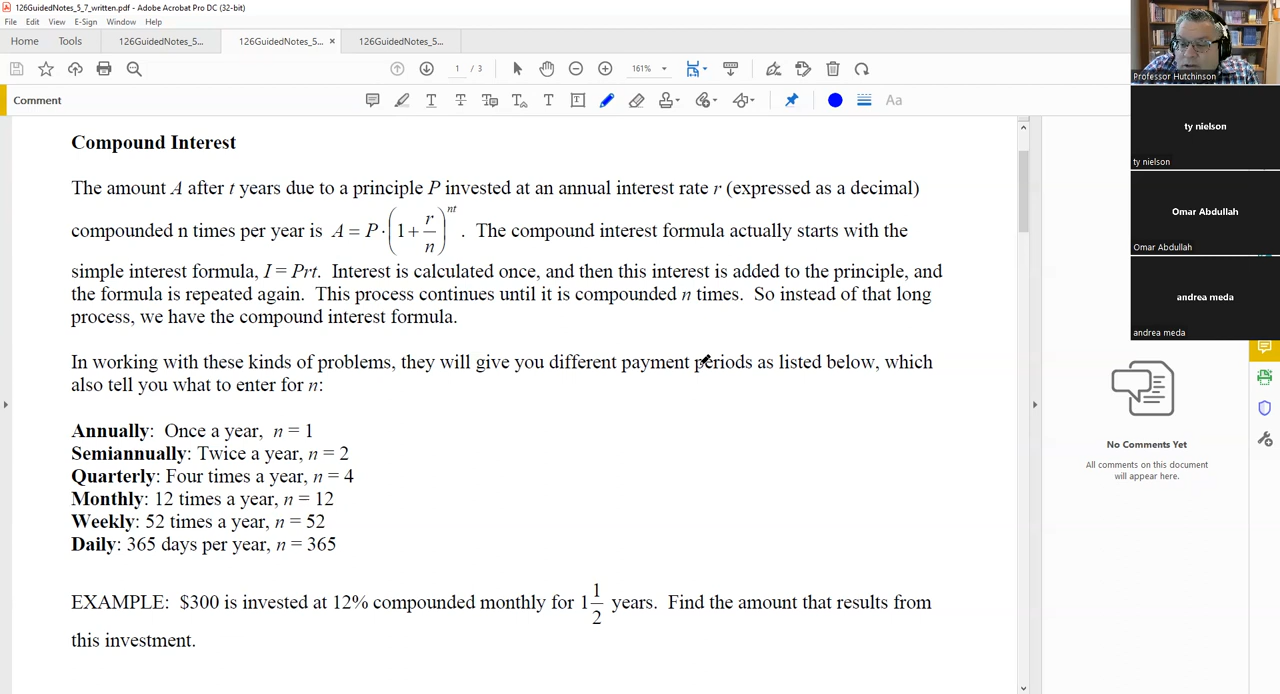 126GuidedNotes_5_7_written.pdf - Adobe Acrobat Pro DC (32-bit)
File Edit View E-Sign Window Help
Home Tools 126GuidedNotes_5_... 126GuidedNotes_5_... × 126GuidedNotes_5_...
1 / 3 161%
Comment
Aa
Compound Interest
The amount A after t years due to a principle P invested at an annual interest rate r (expressed as a decimal)
compounded n times per year is A = P·(1 + r/n)^nt. The compound interest formula actually starts with the
simple interest formula, I = Prt. Interest is calculated once, and then this interest is added to the principle, and
the formula is repeated again. This process continues until it is compounded n times. So instead of that long
process, we have the compound interest formula.
In working with these kinds of problems, they will give you different payment periods as listed below, which
also tell you what to enter for n:
Annually: Once a year, n = 1
Semiannually: Twice a year, n = 2
Quarterly: Four times a year, n = 4
Monthly: 12 times a year, n = 12
Weekly: 52 times a year, n = 52
Daily: 365 days per year, n = 365
EXAMPLE: $300 is invested at 12% compounded monthly for 1 1/2 years. Find the amount that results from
this investment.
Professor Hutchinson
ty nielson
ty nielson
Omar Abdullah
Omar Abdullah
andrea meda
andrea meda
No Comments Yet
All comments on this document
will appear here.